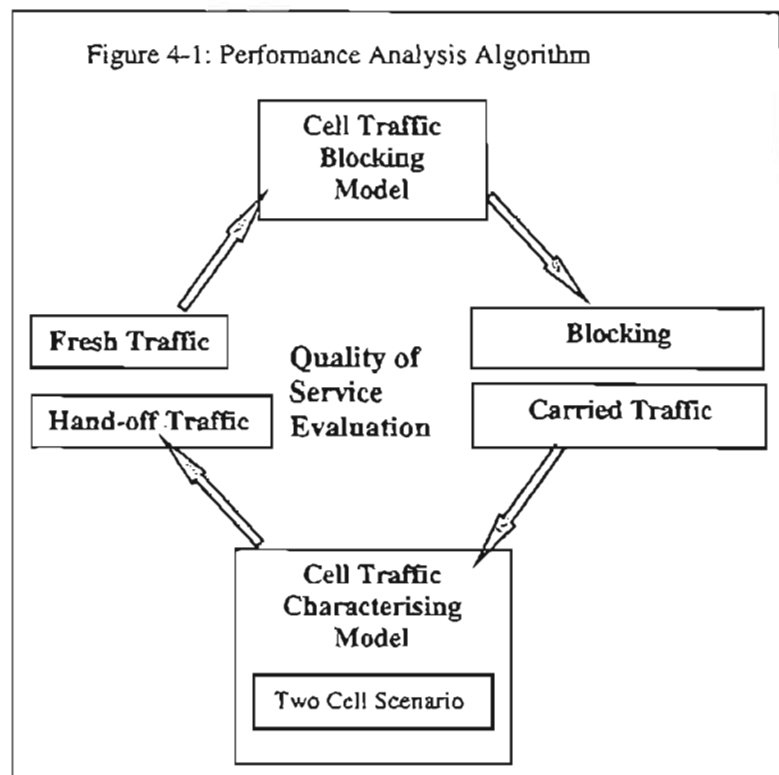 Figure 4-1: Performance Analysis Algorithm
Cell Traffic
Blocking
Model
Fresh Traffic
Hand-off Traffic
Quality of
Service
Evaluation
Blocking
Carried Traffic
Cell Traffic
Characterising
Model
Two Cell Scenario